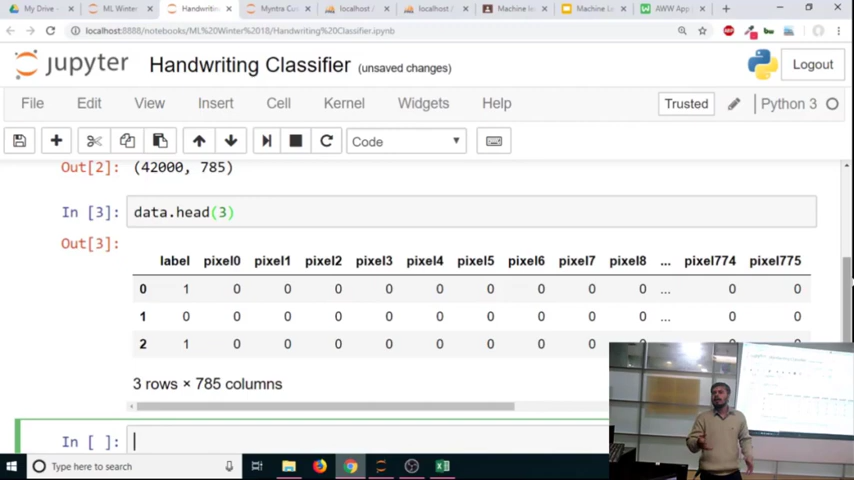 My Drive -
ML Winter
Handwritin
Myntra Cu
localhost /
localhost /
Machine le
Machine Le
AWW App
localhost:8888/notebooks/ML%20Winter%2018/Handwriting%20Classifier.ipynb
jupyter Handwriting Classifier (unsaved changes) Logout
File Edit View Insert Cell Kernel Widgets Help Trusted Python 3
Code
Out[2]: (42000, 785)
In [3]: data.head(3)
Out[3]:
label pixel0 pixel1 pixel2 pixel3 pixel4 pixel5 pixel6 pixel7 pixel8 ... pixel774 pixel775
0 1 0 0 0 0 0 0 0 0 0 ... 0 0
1 0 0 0 0 0 0 0 0 0 0 ... 0 0
2 1 0 0 0 0 0 0 0 0 0
3 rows × 785 columns
In [ ]:
Type here to search